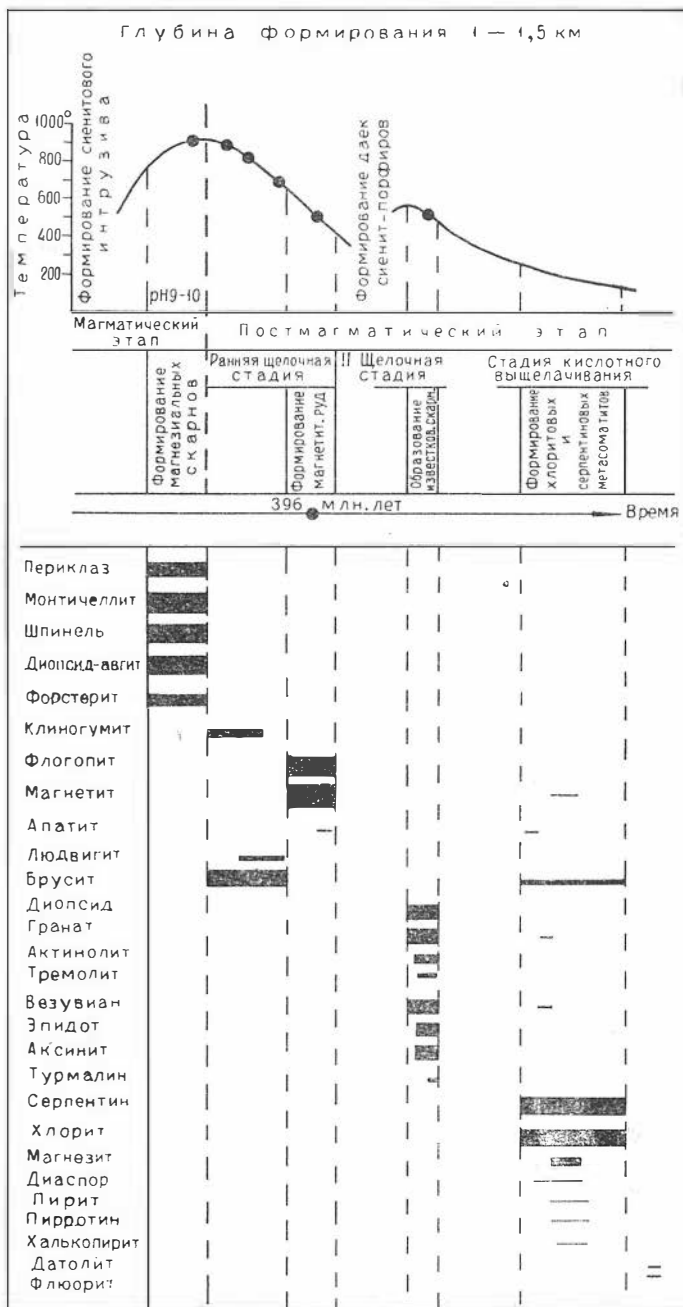 Глубина формирования 1 — 1,5 км
Температура
1000°
800
600
400
200
Формирование сиенитового
интрузива
Формирование даек
сиенит-порфиров
pH9-10
Магматический
этап
Постмагматический этап
Ранняя щелочная
стадия
II Щелочная
стадия
Стадия кислотного
выщелачивания
Формирование
магнезиальных
скарнов
Формирование
магнетит. руд
Образование
известков. скарн.
Формирование
хлоритовых
и
серпентиновых
метасоматитов
396 млн. лет
Время
Периклаз
Монтичеллит
Шпинель
Диопсид-авгит
Форстерит
Клиногумит
Флогопит
Магнетит
Апатит
Людвигит
Брусит
Диопсид
Гранат
Актинолит
Тремолит
Везувиан
Эпидот
Аксинит
Турмалин
Серпентин
Хлорит
Магнезит
Диаспор
Пирит
Пирротин
Халькопирит
Датолит
Флюорит